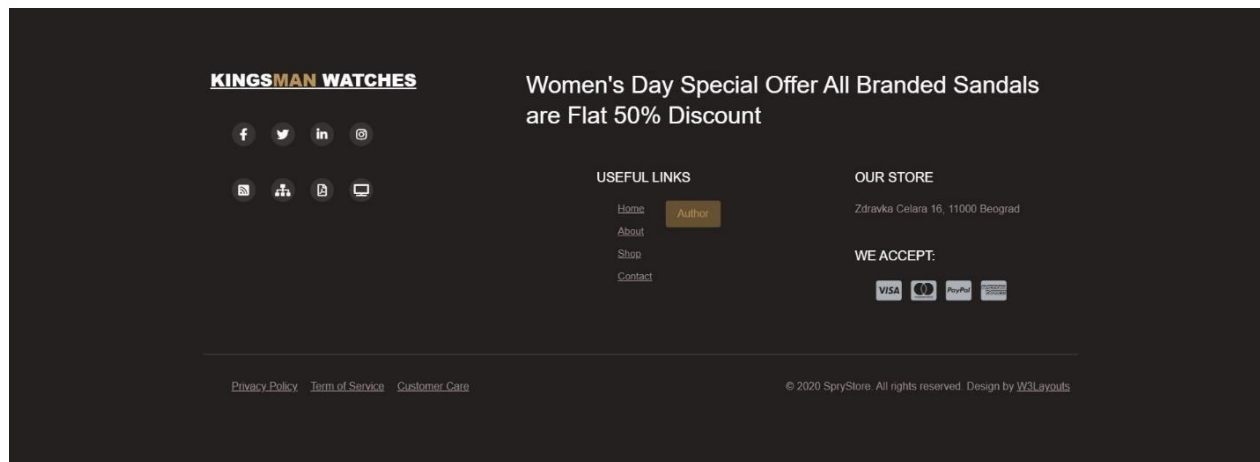 KINGSMAN WATCHES
Women's Day Special Offer All Branded Sandals
are Flat 50% Discount
USEFUL LINKS
Home
Author
About
Shop
Contact
OUR STORE
Zdravka Celara 16, 11000 Beograd
WE ACCEPT:
VISA PayPal
Privacy Policy Term of Service Customer Care
© 2020 SpryStore. All rights reserved. Design by W3Layouts